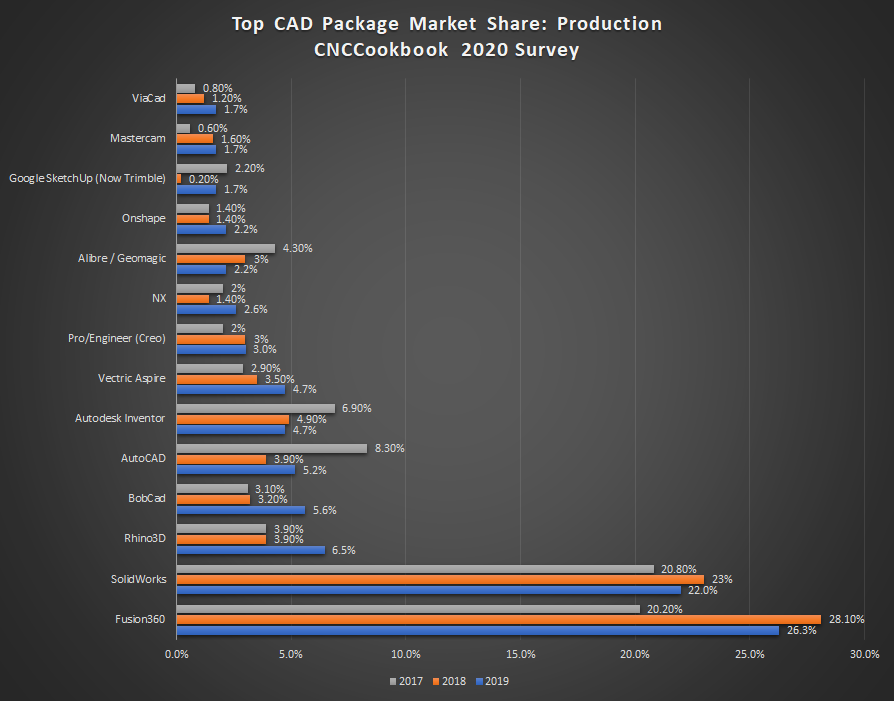 Top CAD Package Market Share: Production
CNCCookbook 2020 Survey
ViaCad
0.80%
1.20%
1.7%
Mastercam
0.60%
1.60%
1.7%
Google SketchUp (Now Trimble)
2.20%
0.20%
1.7%
Onshape
1.40%
1.40%
2.2%
Alibre / Geomagic
4.30%
3%
2.2%
NX
2%
1.40%
2.6%
Pro/Engineer (Creo)
2%
3%
3.0%
Vectric Aspire
2.90%
3.50%
4.7%
Autodesk Inventor
6.90%
4.90%
4.7%
AutoCAD
8.30%
3.90%
5.2%
BobCad
3.10%
3.20%
5.6%
Rhino3D
3.90%
3.90%
6.5%
SolidWorks
20.80%
23%
22.0%
Fusion360
20.20%
28.10%
26.3%
0.0% 5.0% 10.0% 15.0% 20.0% 25.0% 30.0%
2017 2018 2019